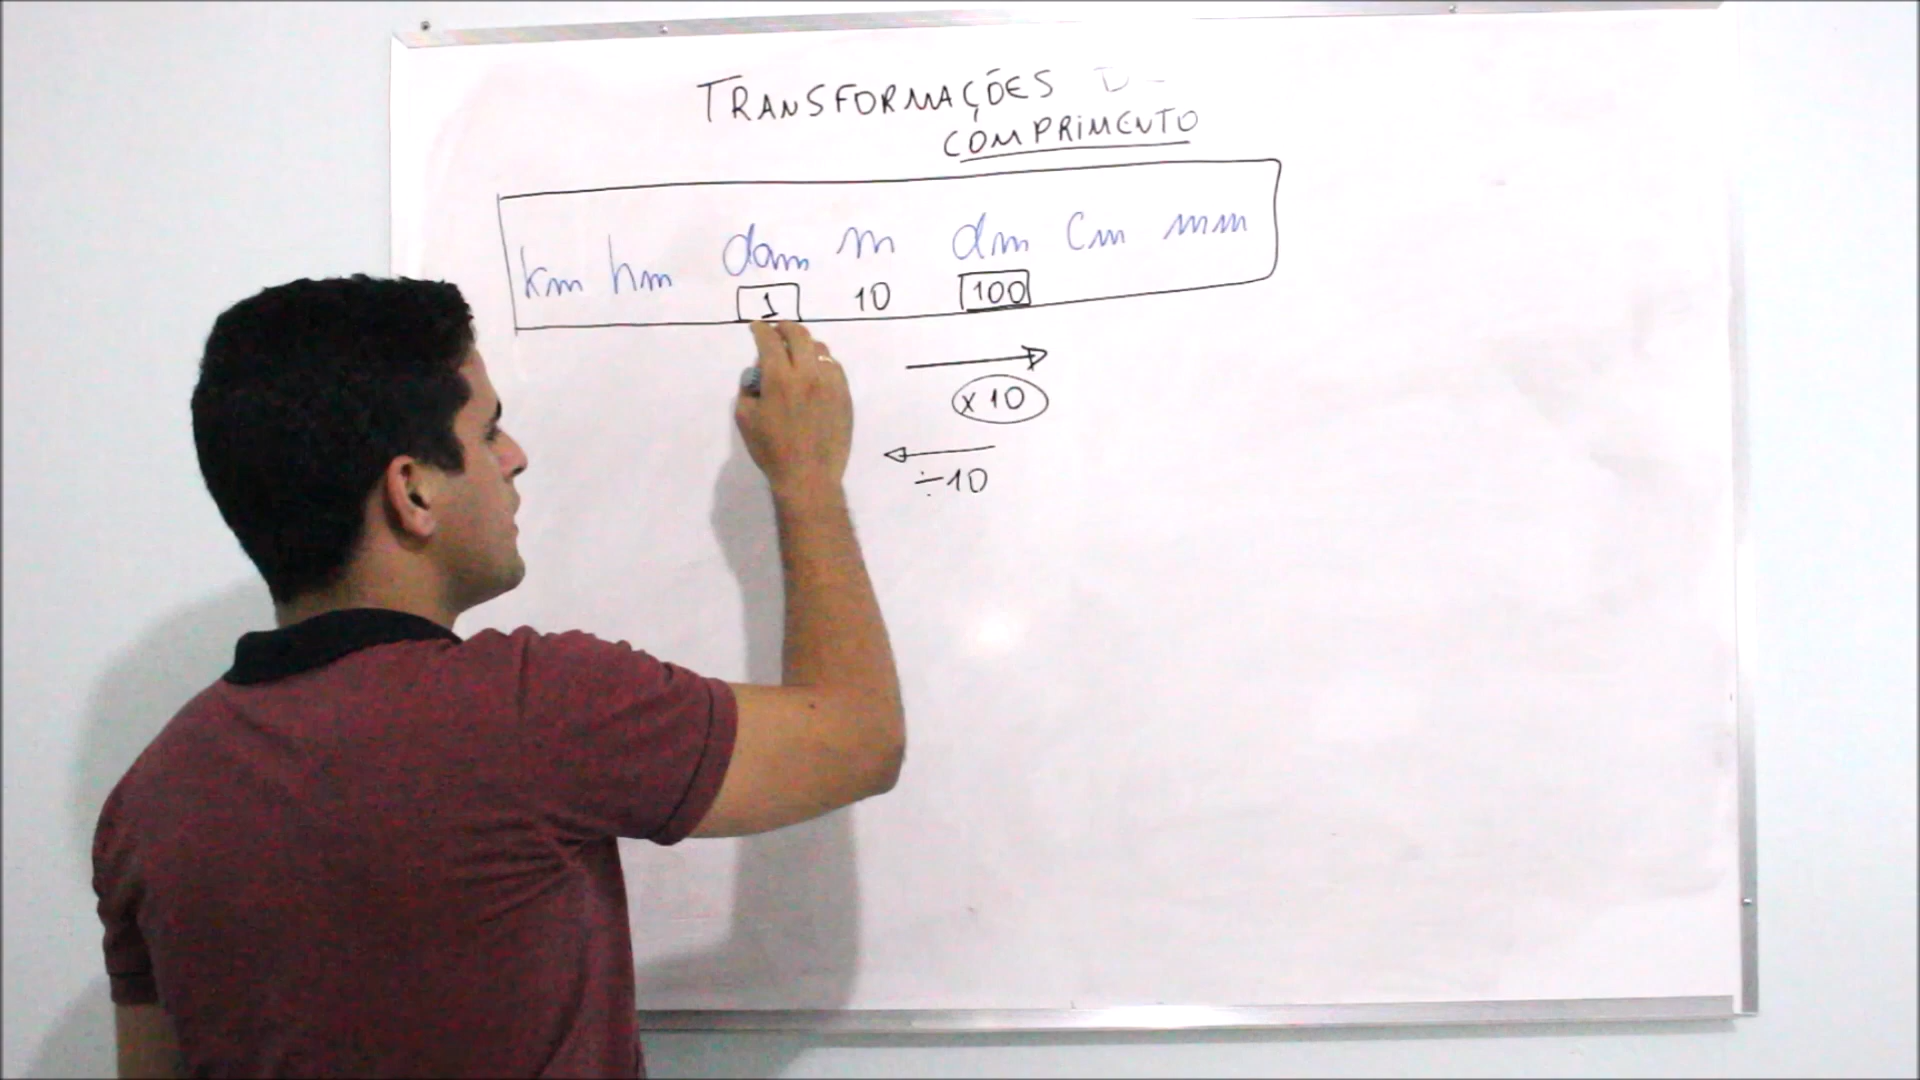 TRANSFORMAÇÕES
COMPRIMENTO
km hm dam m dm cm mm
1 10 100
x 10
÷10